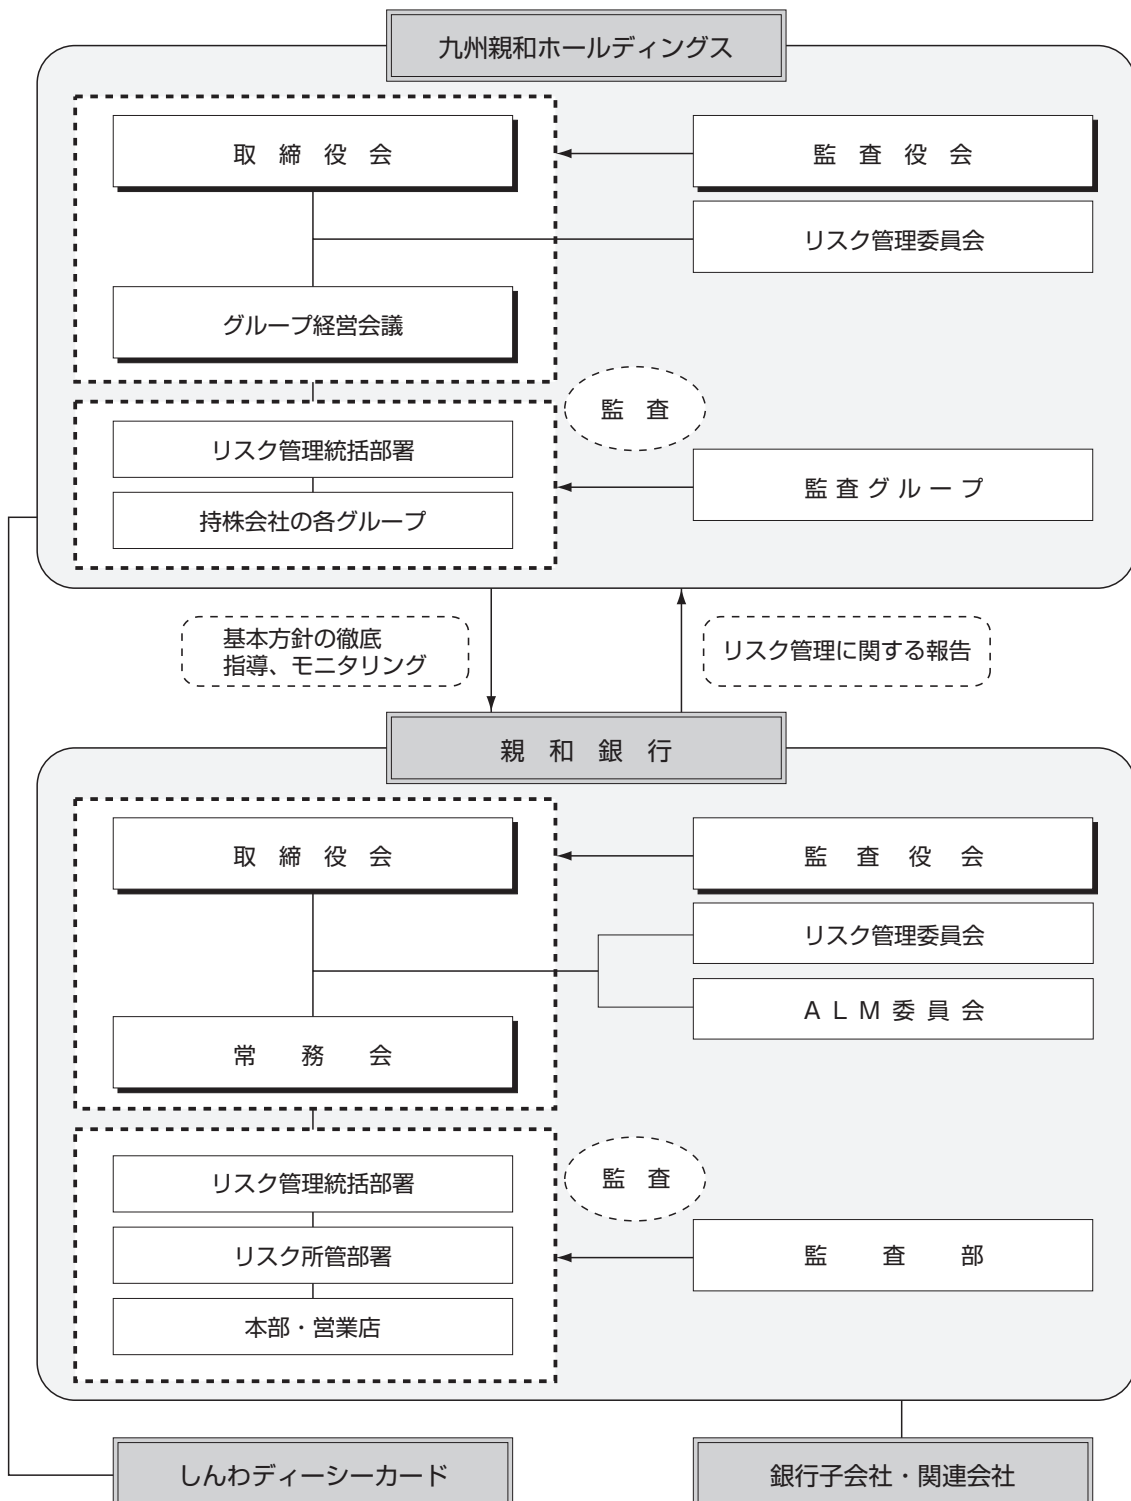 九州親和ホールディングス
取締役会
監査役会
リスク管理委員会
グループ経営会議
監査
リスク管理統括部署
監査グループ
持株会社の各グループ
基本方針の徹底
指導、モニタリング
リスク管理に関する報告
親和銀行
取締役会
監査役会
リスク管理委員会
ALM委員会
常務会
監査
リスク管理統括部署
リスク所管部署
監査部
本部・営業店
しんわディーシーカード
銀行子会社・関連会社